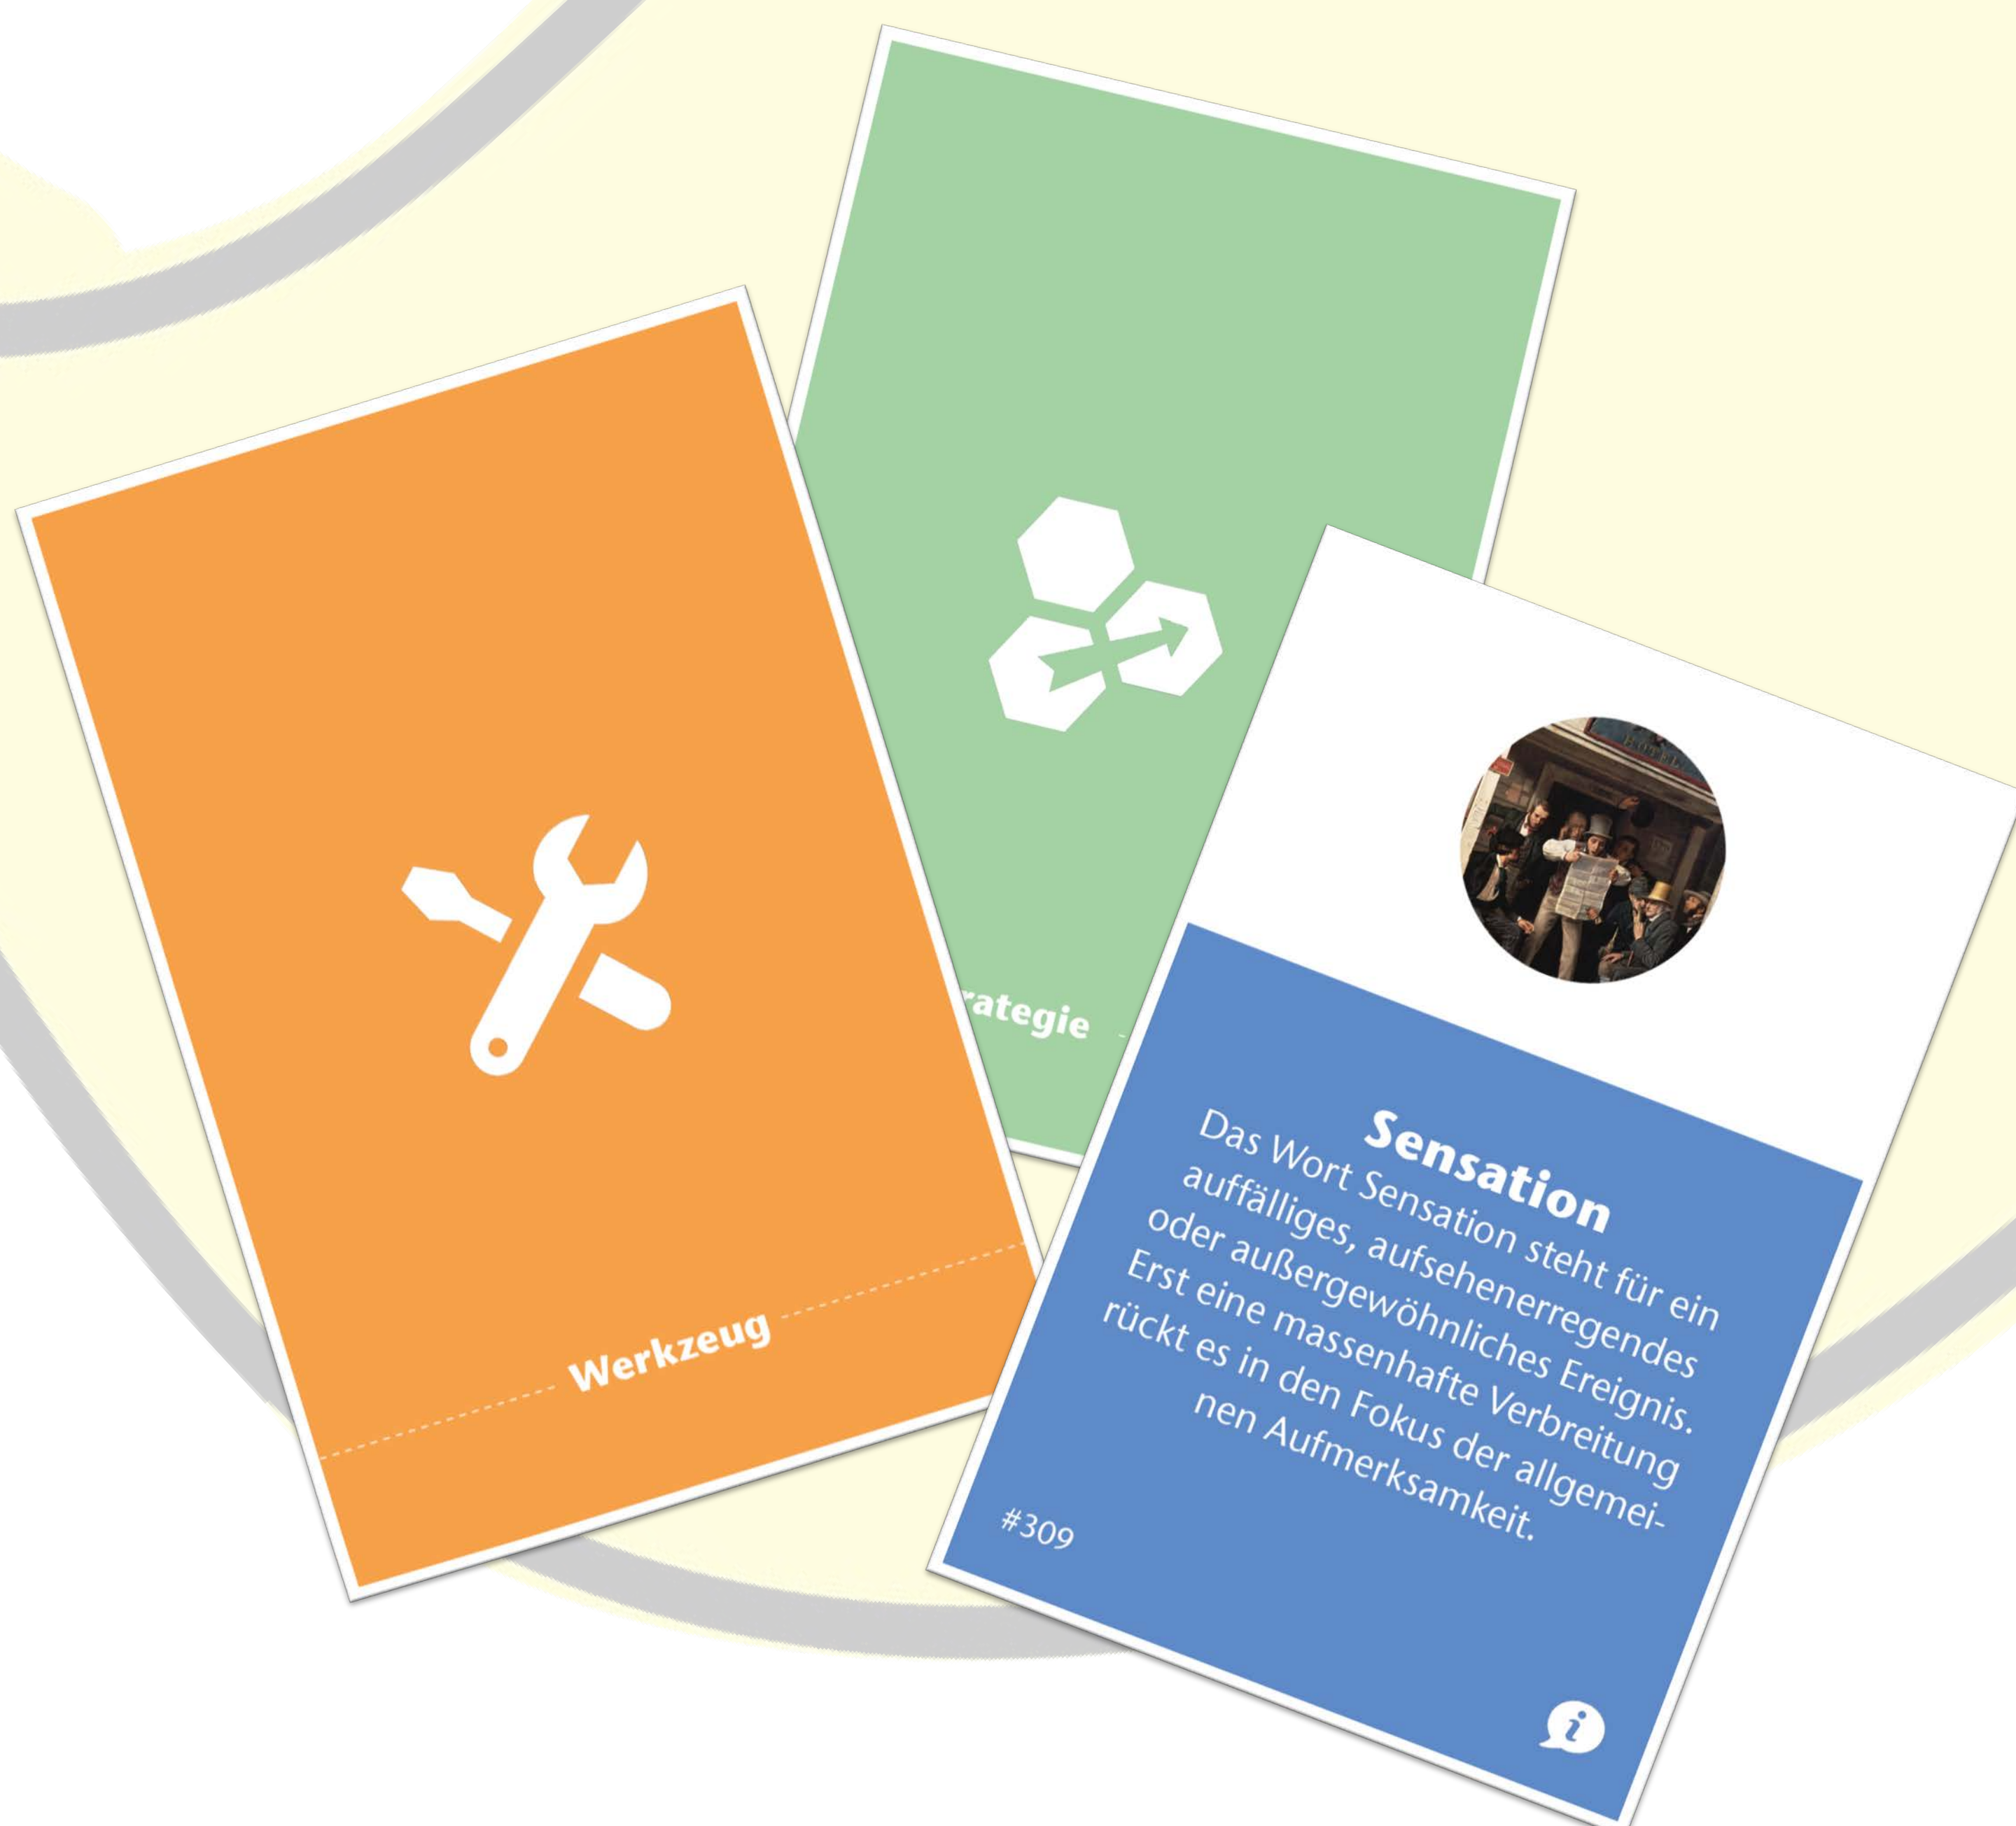 rategie
Werkzeug
Sensation
Das Wort Sensation steht für ein
auffälliges, aufsehenerregendes
oder außergewöhnliches Ereignis.
Erst eine massenhafte Verbreitung
rückt es in den Fokus der allgemei-
nen Aufmerksamkeit.
#309
i
HOTEL